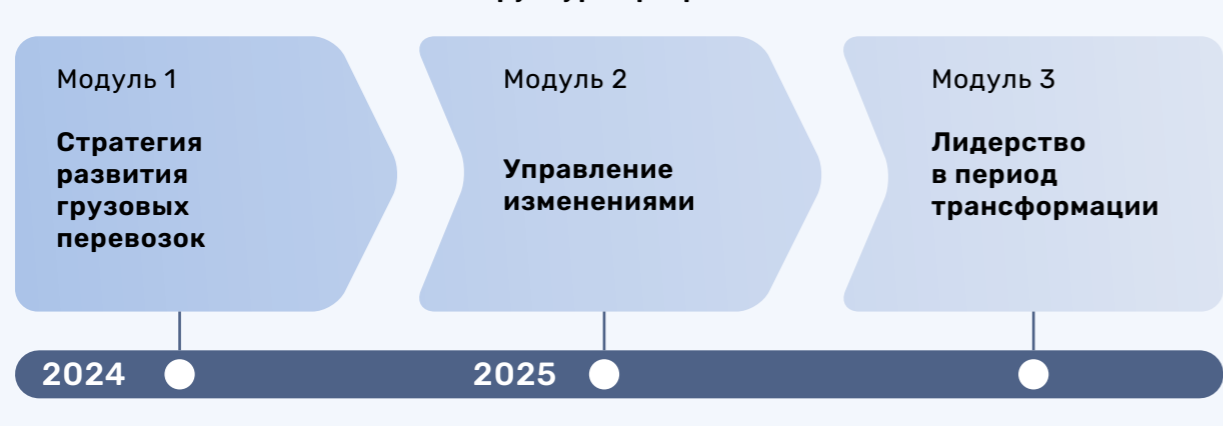 Модуль 1
Стратегия
развития
грузовых
перевозок
Модуль 2
Управление
изменениями
Модуль 3
Лидерство
в период
трансформации
2024
2025